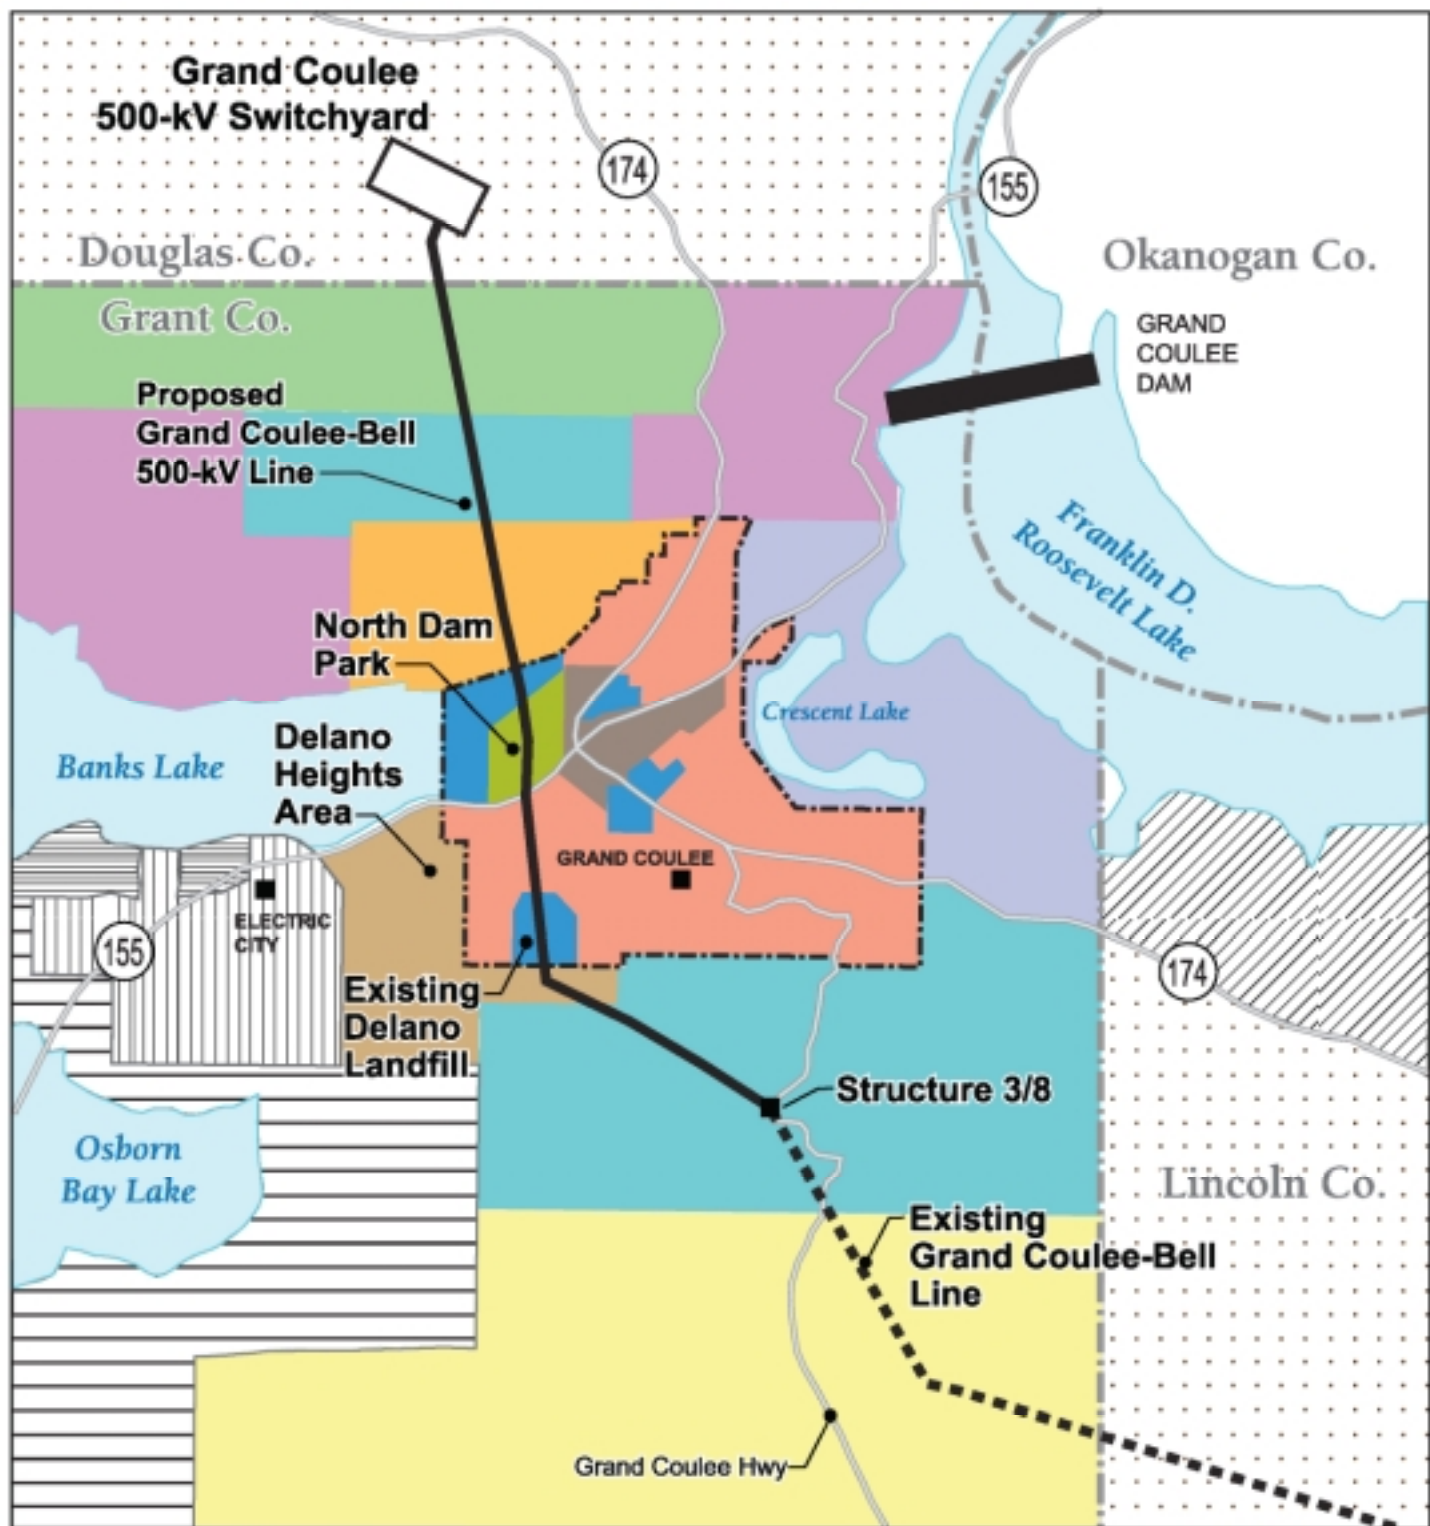 Grand Coulee
500-kV Switchyard
174
155
Douglas Co.
Okanogan Co.
Grant Co.
GRAND
COULEE
DAM
Proposed
Grand Coulee-Bell
500-kV Line
Franklin D.
Roosevelt Lake
North Dam
Park
Crescent Lake
Banks Lake
Delano
Heights
Area
GRAND COULEE
ELECTRIC
CITY
155
174
Existing
Delano
Landfill
Structure 3/8
Osborn
Bay Lake
Lincoln Co.
Existing
Grand Coulee-Bell
Line
Grand Coulee Hwy